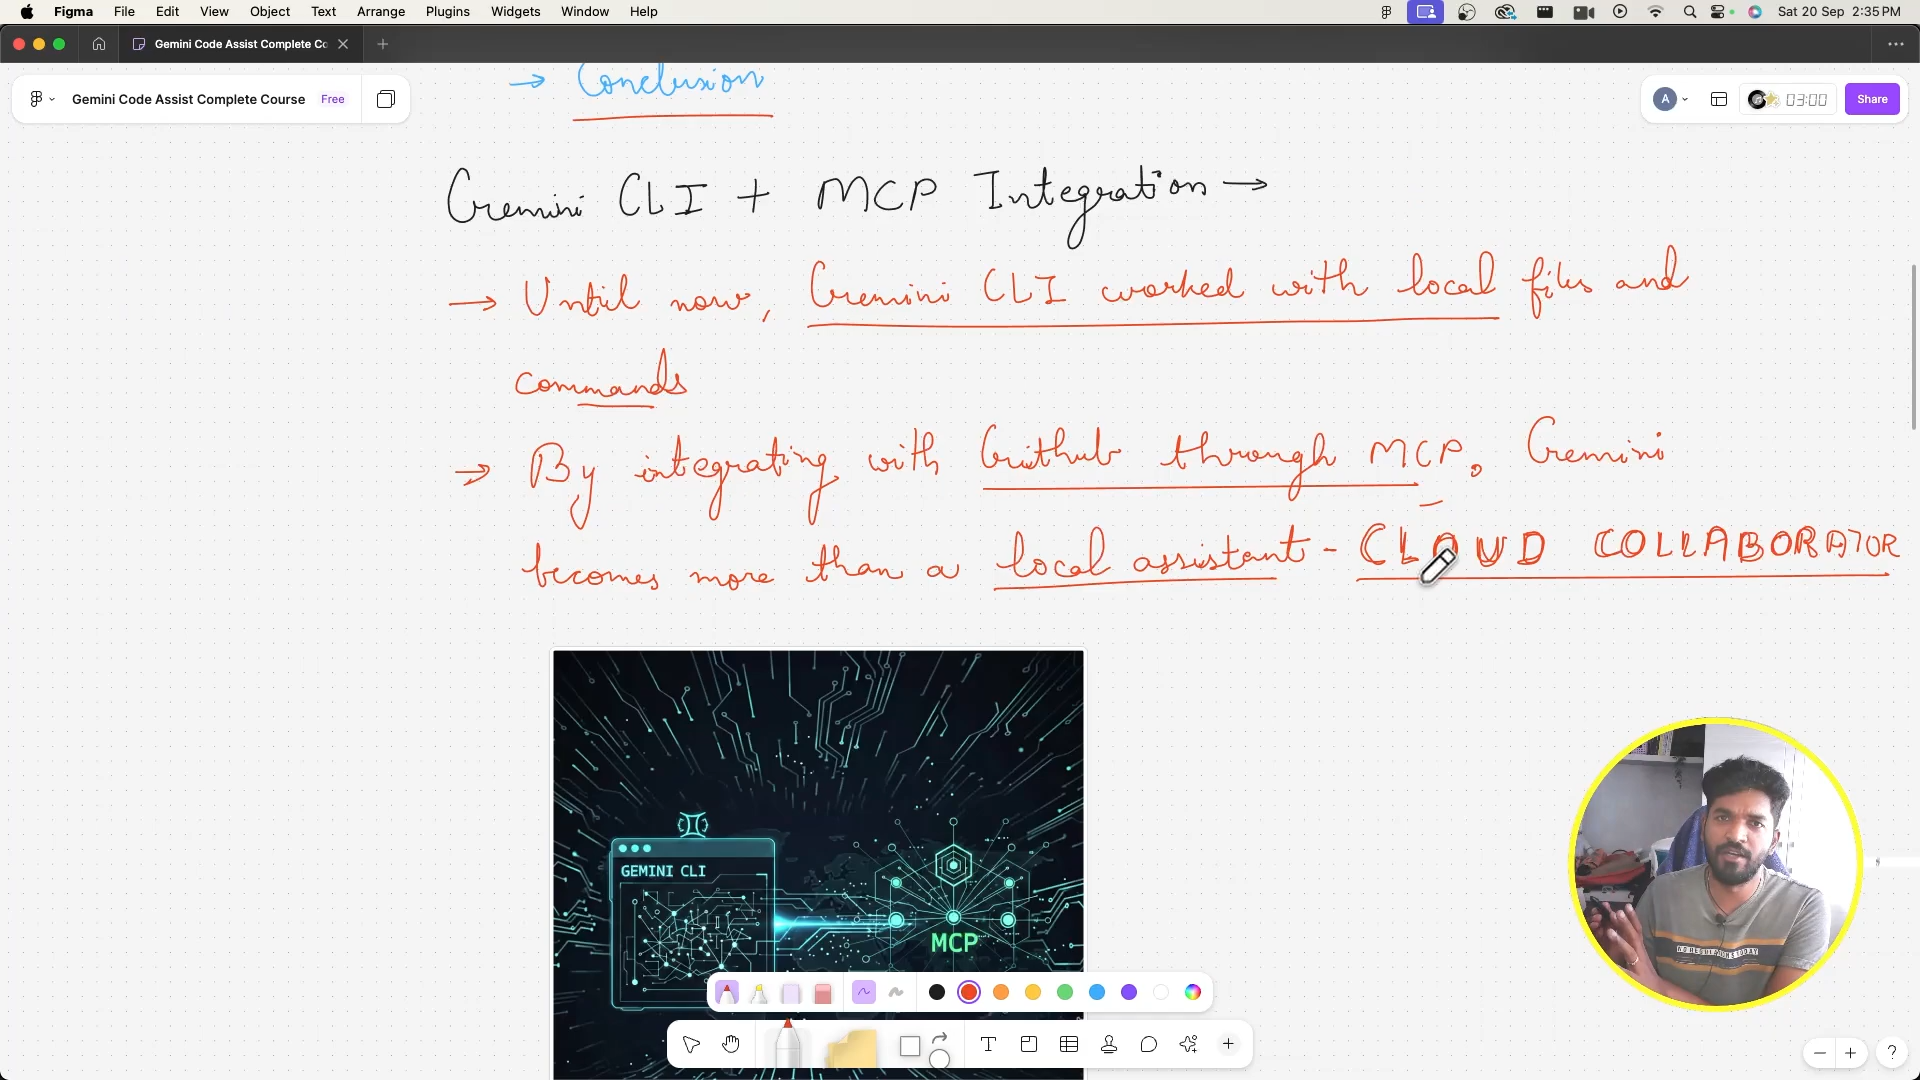 Figma File Edit View Object Text Arrange Plugins Widgets Window Help Sat 20 Sep 2:35 PM
Gemini Code Assist Complete Co
Conclusion
Gemini Code Assist Complete Course Free
A 03:00 Share
Gemini CLI + MCP Integration →
→ Until now, Gemini CLI worked with local files and
commands
→ By integrating with Github through MCP. Gemini
becomes more than a local assistant - CLOUD COLLABORATOR
GEMINI CLI
MCP